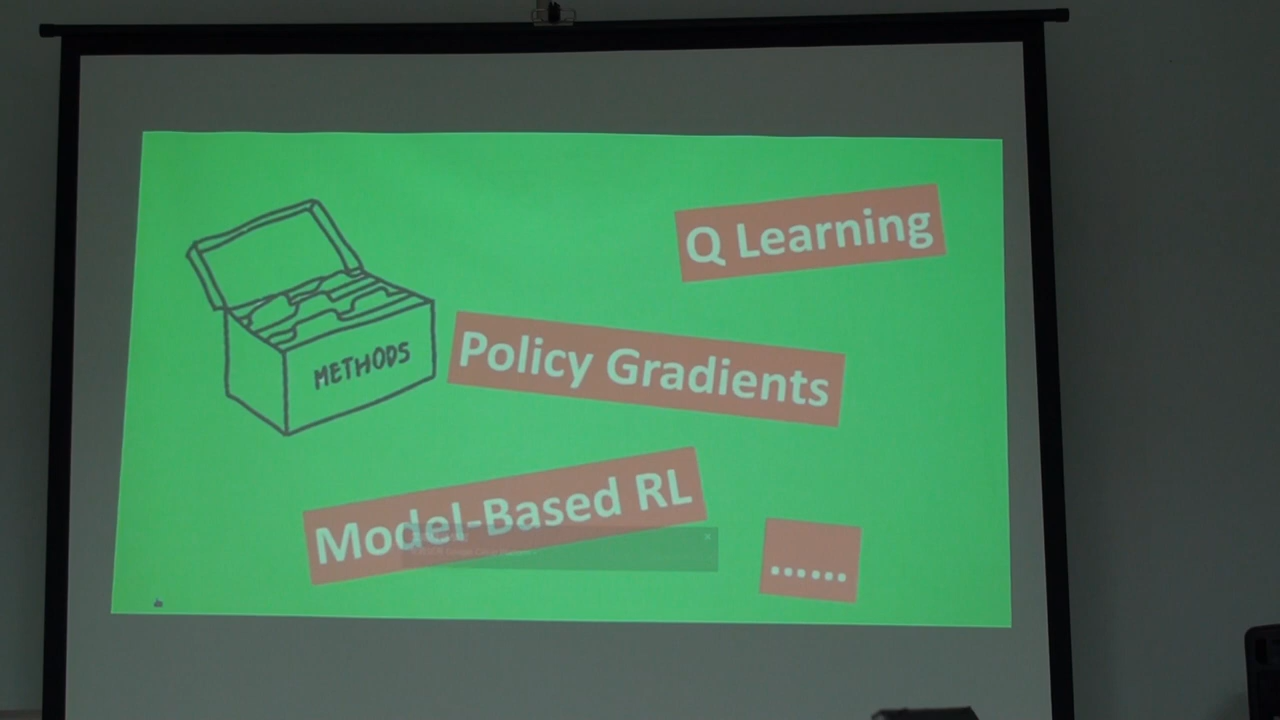 Q Learning
METHODS
Policy Gradients
Model-Based RL
......